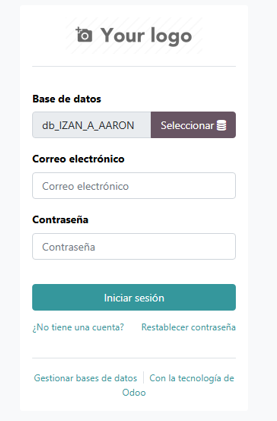 Your logo
Base de datos
db_IZAN_A_AARON Seleccionar
Correo electrónico
Correo electrónico
Contraseña
Contraseña
Iniciar sesión
¿No tiene una cuenta? Restablecer contraseña
Gestionar bases de datos Con la tecnología de
Odoo